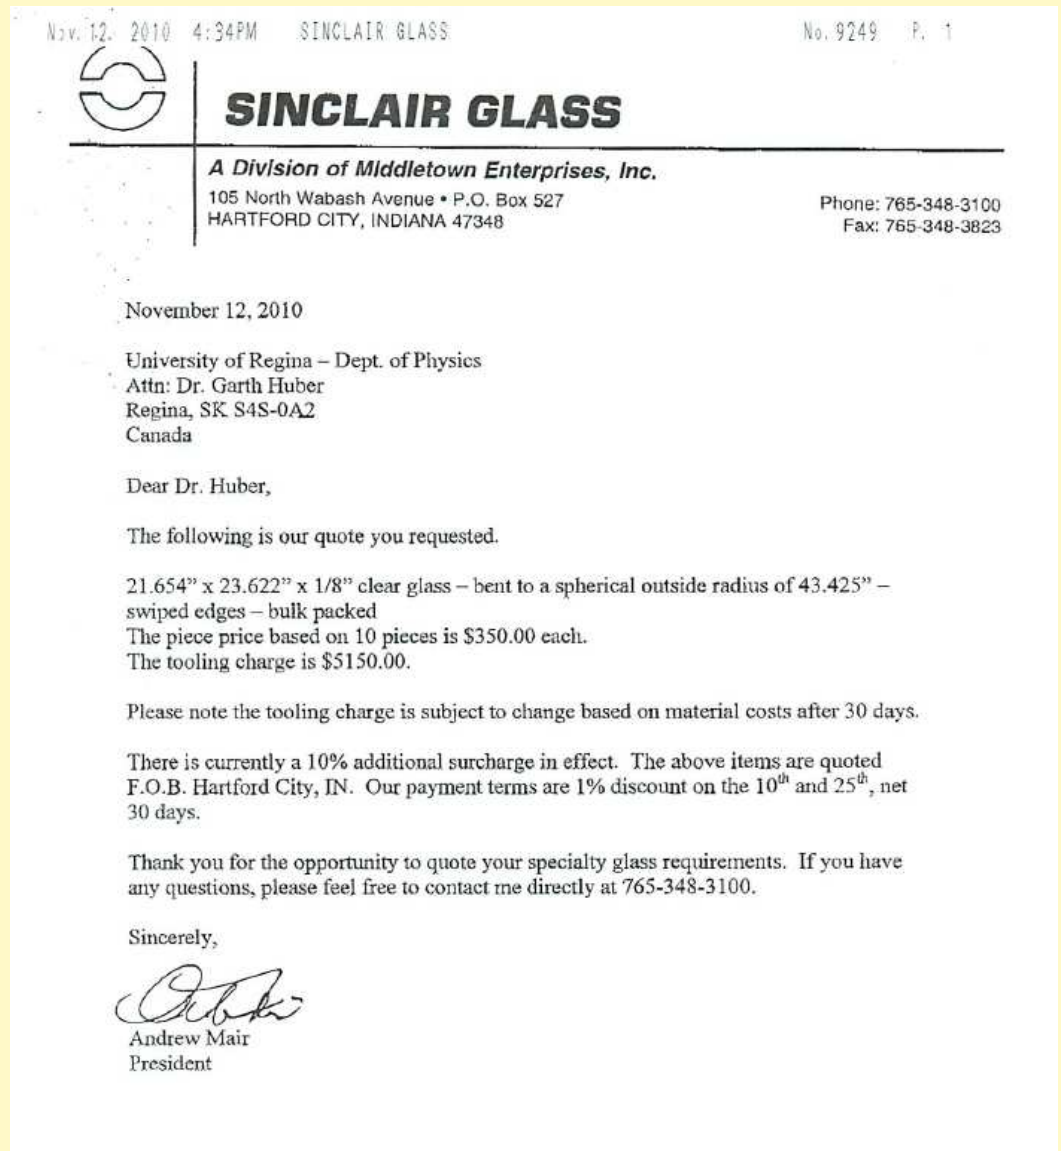 Nov. 12. 2010 4:34PM SINCLAIR GLASS No. 9249 P. 1
SINCLAIR GLASS
A Division of Middletown Enterprises, Inc.
105 North Wabash Avenue • P.O. Box 527
HARTFORD CITY, INDIANA 47348
Phone: 765-348-3100
Fax: 765-348-3823
November 12, 2010
University of Regina – Dept. of Physics
Attn: Dr. Garth Huber
Regina, SK S4S-0A2
Canada
Dear Dr. Huber,
The following is our quote you requested.
21.654” x 23.622” x 1/8” clear glass – bent to a spherical outside radius of 43.425” –
swiped edges – bulk packed
The piece price based on 10 pieces is $350.00 each.
The tooling charge is $5150.00.
Please note the tooling charge is subject to change based on material costs after 30 days.
There is currently a 10% additional surcharge in effect. The above items are quoted
F.O.B. Hartford City, IN. Our payment terms are 1% discount on the 10th and 25th, net
30 days.
Thank you for the opportunity to quote your specialty glass requirements. If you have
any questions, please feel free to contact me directly at 765-348-3100.
Sincerely,
Andrew Mair
President